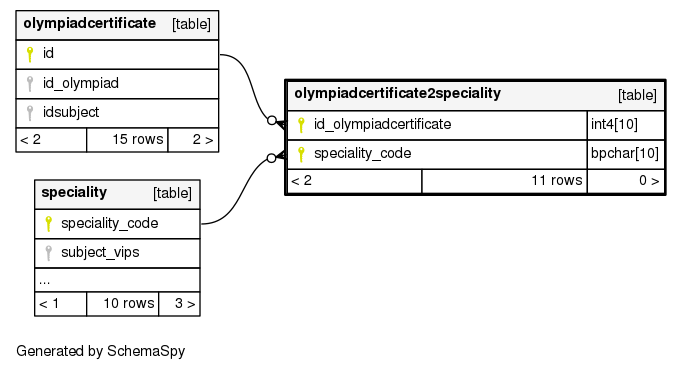 olympiadcertificate [table]
id
id_olympiad
idsubject
< 2 15 rows 2 >
olympiadcertificate2speciality [table]
id_olympiadcertificate int4[10]
speciality_code bpchar[10]
< 2 11 rows 0 >
speciality [table]
speciality_code
subject_vips
...
< 1 10 rows 3 >
Generated by SchemaSpy